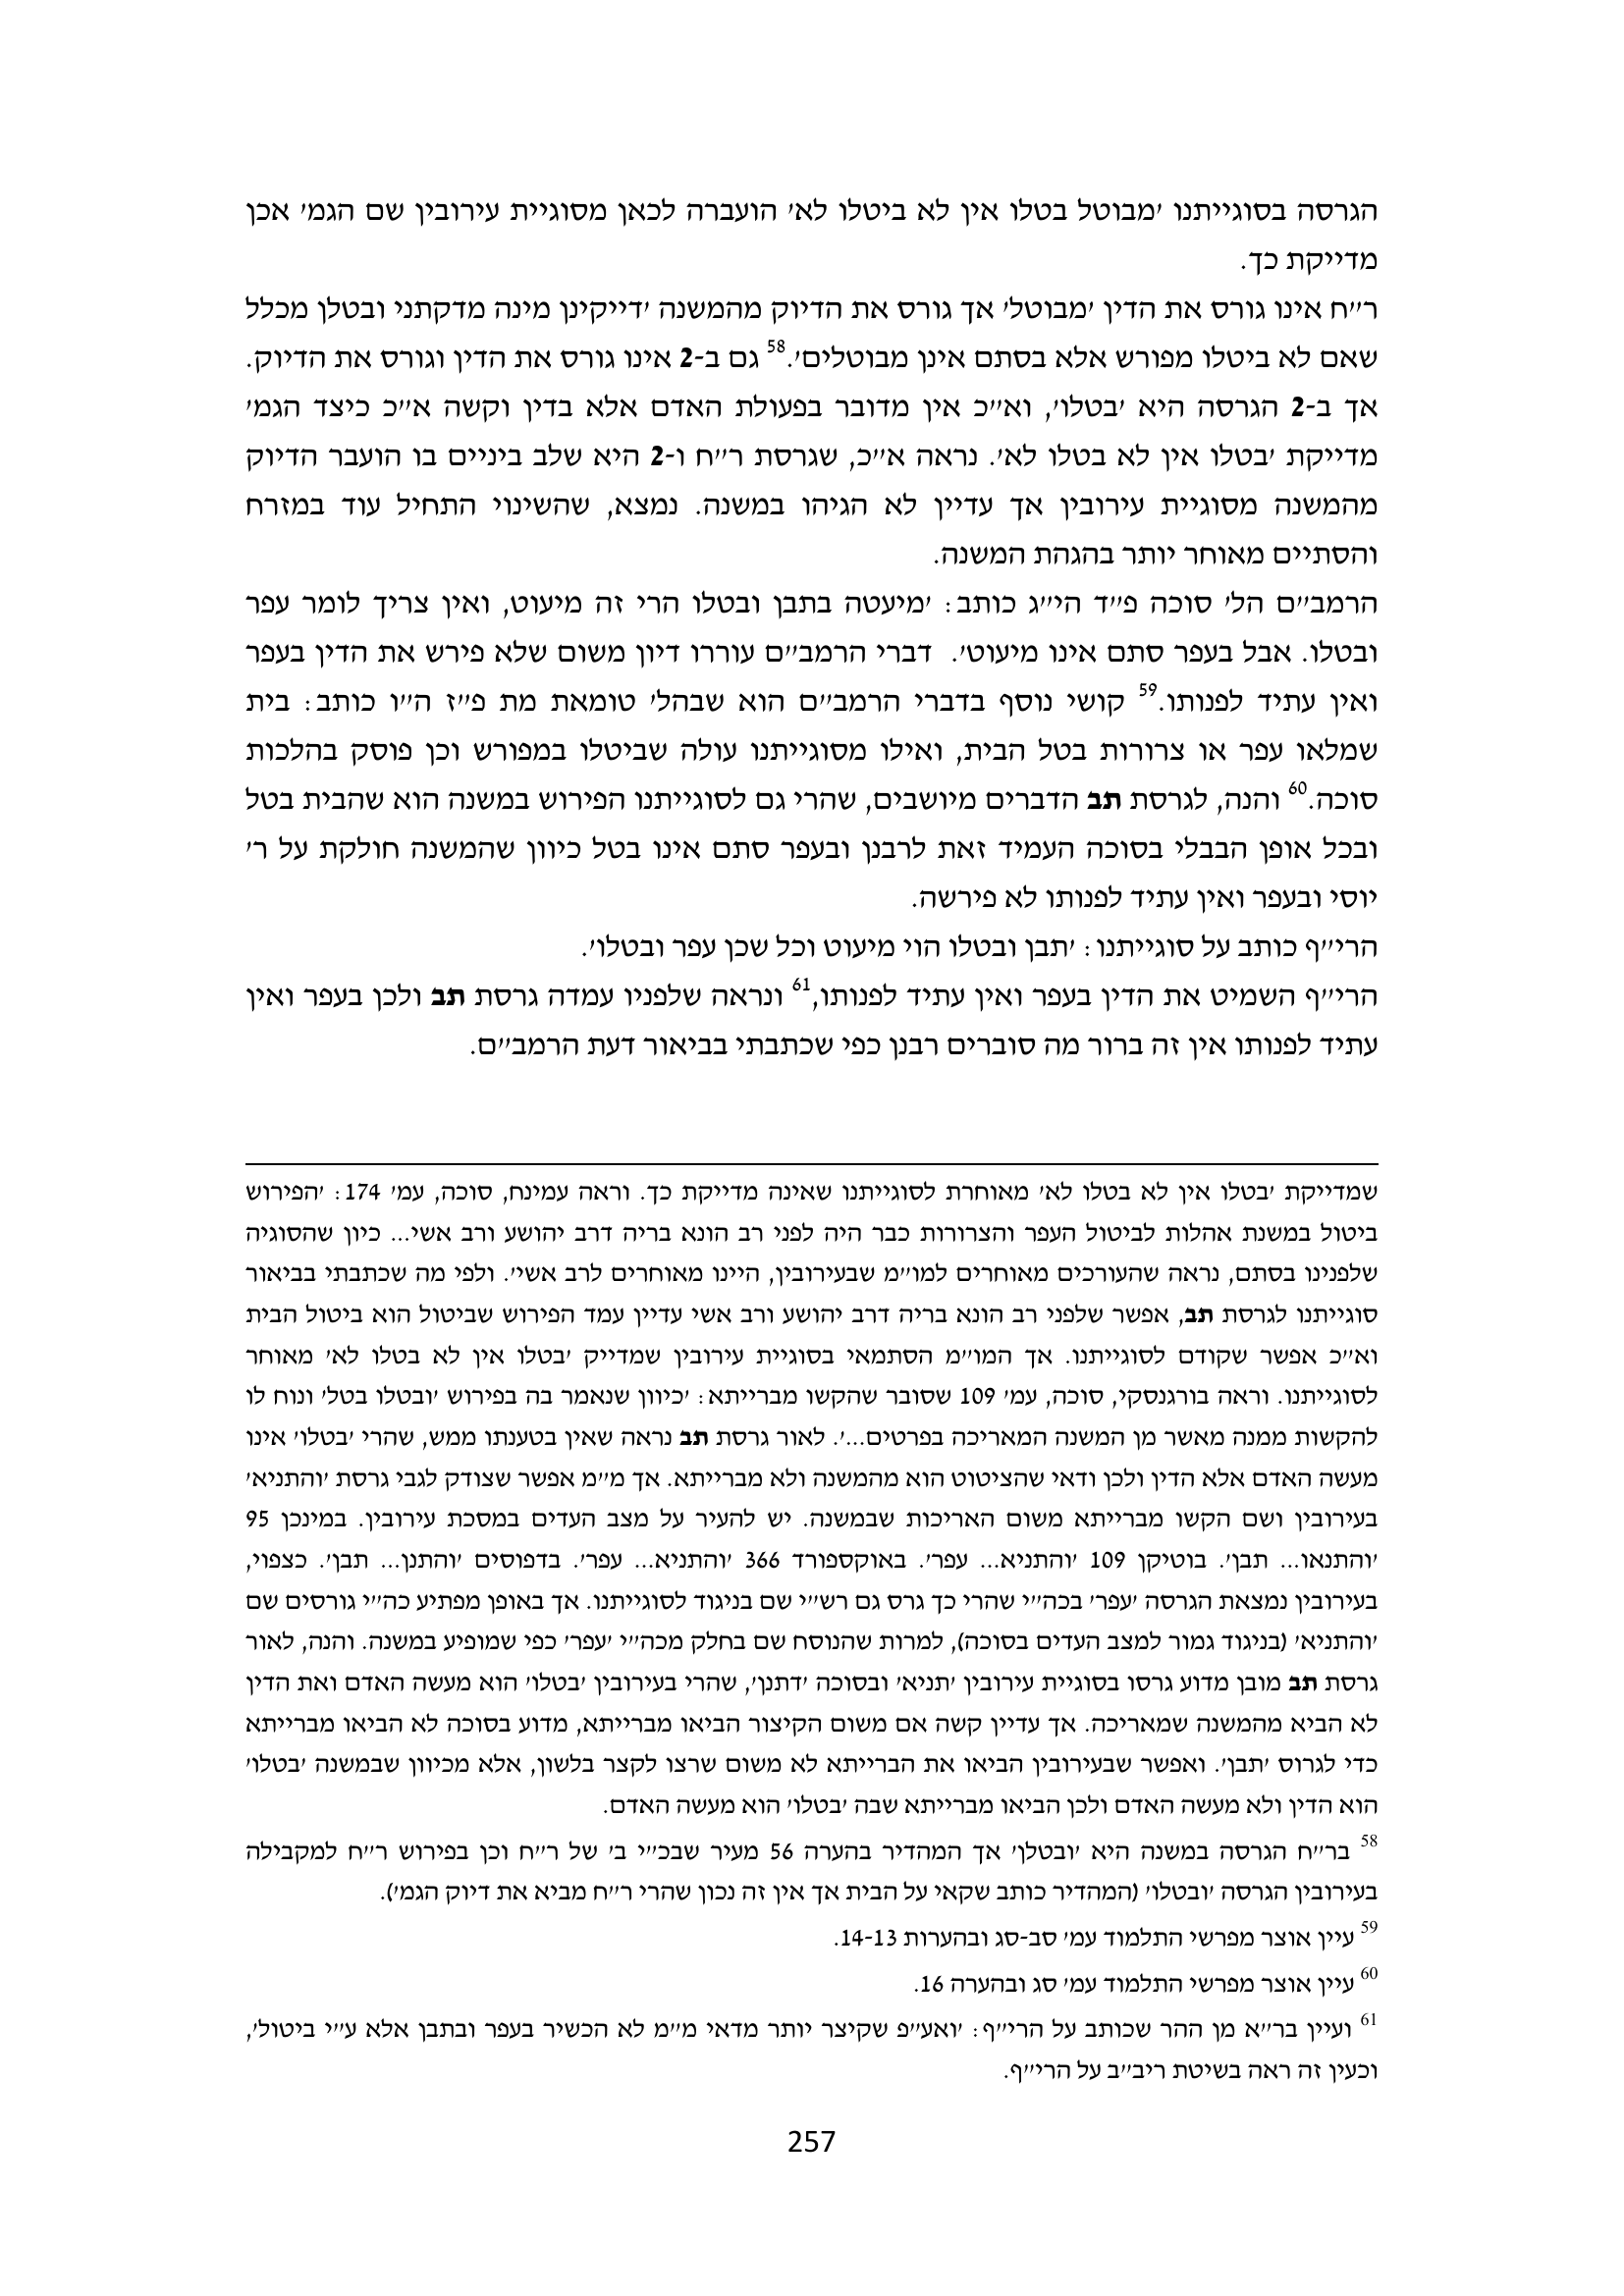 הגרסה בסוגייתנו 'מבוטל בטלו אין לא ביטלו לא' הועברה לכאן מסוגיית עירובין שם הגמ' אכן
מדייקת כך.
ר"ח אינו גורס את הדין 'מבוטל' אך גורס את הדיוק מהמשנה 'דייקינן מינה מדקתני ובטלן מכלל
שאם לא ביטלו מפורש אלא בסתם אינן מבוטלים'.58 גם ב-2 אינו גורס את הדין וגורס את הדיוק.
אך ב-2 הגרסה היא 'בטלו', וא"כ אין מדובר בפעולת האדם אלא בדין וקשה א"כ כיצד הגמ'
מדייקת 'בטלו אין לא בטלו לא'. נראה א"כ, שגרסת ר"ח ו-2 היא שלב ביניים בו הועבר הדיוק
מהמשנה מסוגיית עירובין אך עדיין לא הגיהו במשנה. נמצא, שהשינוי התחיל עוד במזרח
והסתיים מאוחר יותר בהגהת המשנה.
הרמב"ם הל' סוכה פ"ד הי"ג כותב: 'מיעטה בתבן ובטלו הרי זה מיעוט, ואין צריך לומר עפר
ובטלו. אבל בעפר סתם אינו מיעוט'. דברי הרמב"ם עוררו דיון משום שלא פירש את הדין בעפר
ואין עתיד לפנותו.59 קושי נוסף בדברי הרמב"ם הוא שבהל' טומאת מת פ"ז ה"ו כותב: בית
שמלאו עפר או צרורות בטל הבית, ואילו מסוגייתנו עולה שביטלו במפורש וכן פוסק בהלכות
סוכה.60 והנה, לגרסת תב הדברים מיושבים, שהרי גם לסוגייתנו הפירוש במשנה הוא שהבית בטל
ובכל אופן הבבלי בסוכה העמיד זאת לרבנן ובעפר סתם אינו בטל כיוון שהמשנה חולקת על ר'
יוסי ובעפר ואין עתיד לפנותו לא פירשה.
הרי"ף כותב על סוגייתנו: 'תבן ובטלו הוי מיעוט וכל שכן עפר ובטלו'.
הרי"ף השמיט את הדין בעפר ואין עתיד לפנותו,61 ונראה שלפניו עמדה גרסת תב ולכן בעפר ואין
עתיד לפנותו אין זה ברור מה סוברים רבנן כפי שכתבתי בביאור דעת הרמב"ם.
שמדייקת 'בטלו אין לא בטלו לא' מאוחרת לסוגייתנו שאינה מדייקת כך. וראה עמינח, סוכה, עמ' 174: 'הפירוש
ביטול במשנת אהלות לביטול העפר והצרורות כבר היה לפני רב הונא בריה דרב יהושע ורב אשי... כיון שהסוגיה
שלפנינו בסתם, נראה שהעורכים מאוחרים למו"מ שבעירובין, היינו מאוחרים לרב אשי'. ולפי מה שכתבתי בביאור
סוגייתנו לגרסת תב, אפשר שלפני רב הונא בריה דרב יהושע ורב אשי עדיין עמד הפירוש שביטול הוא ביטול הבית
וא"כ אפשר שקודם לסוגייתנו. אך המו"מ הסתמאי בסוגיית עירובין שמדייק 'בטלו אין לא בטלו לא' מאוחר
לסוגייתנו. וראה בורגנסקי, סוכה, עמ' 109 שסובר שהקשו מברייתא: 'כיוון שנאמר בה בפירוש 'ובטלו בטל' ונוח לו
להקשות ממנה מאשר מן המשנה המאריכה בפרטים...'. לאור גרסת תב נראה שאין בטענתו ממש, שהרי 'בטלו' אינו
מעשה האדם אלא הדין ולכן ודאי שהציטוט הוא מהמשנה ולא מברייתא. אך מ"מ אפשר שצודק לגבי גרסת 'והתניא'
בעירובין ושם הקשו מברייתא משום האריכות שבמשנה. יש להעיר על מצב העדים במסכת עירובין. במינכן 95
'והתנאו... תבן'. בוטיקן 109 'והתניא... עפר'. באוקספורד 366 'והתניא... עפר'. בדפוסים 'והתנן... תבן'. כצפוי,
בעירובין נמצאת הגרסה 'עפר' בכה"י שהרי כך גרס גם רש"י שם בניגוד לסוגייתנו. אך באופן מפתיע כה"י גורסים שם
'והתניא' (בניגוד גמור למצב העדים בסוכה), למרות שהנוסח שם בחלק מכה"י 'עפר' כפי שמופיע במשנה. והנה, לאור
גרסת תב מובן מדוע גרסו בסוגיית עירובין 'תניא' ובסוכה 'דתנן', שהרי בעירובין 'בטלו' הוא מעשה האדם ואת הדין
לא הביא מהמשנה שמאריכה. אך עדיין קשה אם משום הקיצור הביאו מברייתא, מדוע בסוכה לא הביאו מברייתא
כדי לגרוס 'תבן'. ואפשר שבעירובין הביאו את הברייתא לא משום שרצו לקצר בלשון, אלא מכיוון שבמשנה 'בטלו'
הוא הדין ולא מעשה האדם ולכן הביאו מברייתא שבה 'בטלו' הוא מעשה האדם.
58 בר"ח הגרסה במשנה היא 'ובטלן' אך המהדיר בהערה 56 מעיר שבכ"י ב' של ר"ח וכן בפירוש ר"ח למקבילה
בעירובין הגרסה 'ובטלו' (המהדיר כותב שקאי על הבית אך אין זה נכון שהרי ר"ח מביא את דיוק הגמ').
59 עיין אוצר מפרשי התלמוד עמ' סב-סג ובהערות 14-13.
60 עיין אוצר מפרשי התלמוד עמ' סג ובהערה 16.
61 ועיין בר"א מן ההר שכותב על הרי"ף: 'ואע"פ שקיצר יותר מדאי מ"מ לא הכשיר בעפר ובתבן אלא ע"י ביטול',
וכעין זה ראה בשיטת ריב"ב על הרי"ף.
257